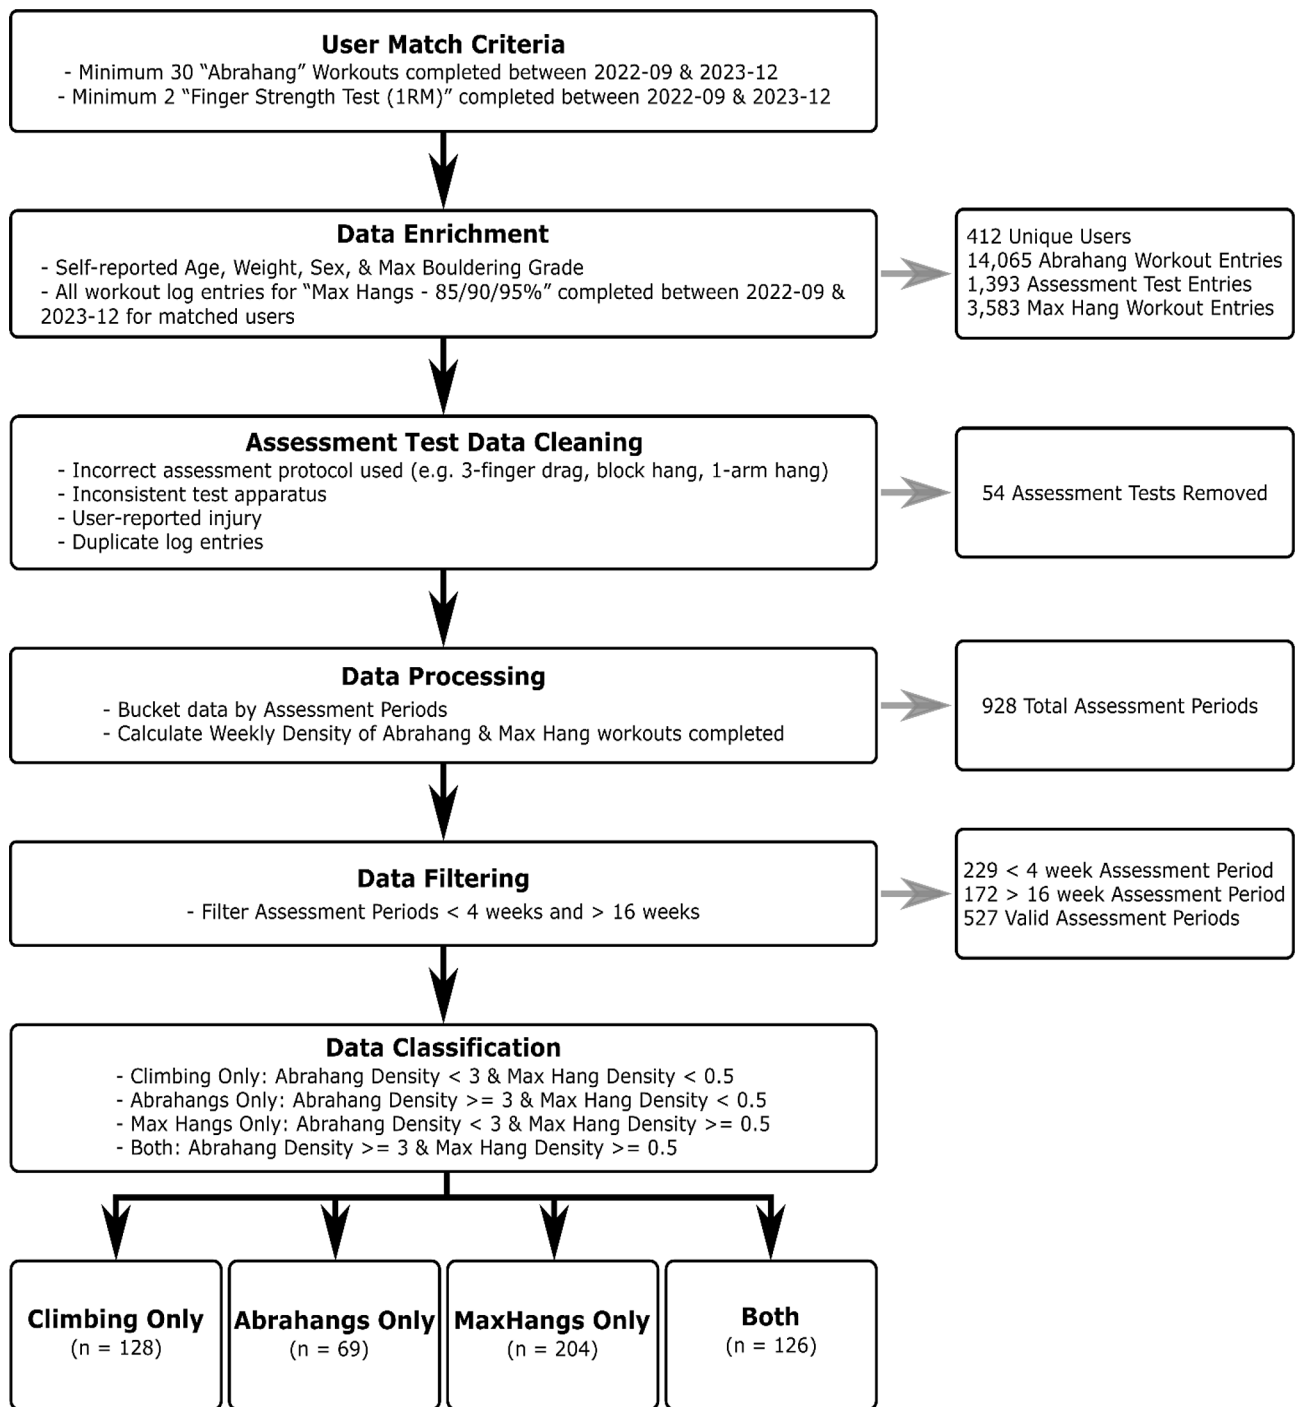 User Match Criteria
- Minimum 30 “Abrahang” Workouts completed between 2022-09 & 2023-12
- Minimum 2 “Finger Strength Test (1RM)” completed between 2022-09 & 2023-12
Data Enrichment
- Self-reported Age, Weight, Sex, & Max Bouldering Grade
- All workout log entries for “Max Hangs - 85/90/95%” completed between 2022-09 &
2023-12 for matched users
412 Unique Users
14,065 Abrahang Workout Entries
1,393 Assessment Test Entries
3,583 Max Hang Workout Entries
Assessment Test Data Cleaning
- Incorrect assessment protocol used (e.g. 3-finger drag, block hang, 1-arm hang)
- Inconsistent test apparatus
- User-reported injury
- Duplicate log entries
54 Assessment Tests Removed
Data Processing
- Bucket data by Assessment Periods
- Calculate Weekly Density of Abrahang & Max Hang workouts completed
928 Total Assessment Periods
Data Filtering
- Filter Assessment Periods < 4 weeks and > 16 weeks
229 < 4 week Assessment Period
172 > 16 week Assessment Period
527 Valid Assessment Periods
Data Classification
- Climbing Only: Abrahang Density < 3 & Max Hang Density < 0.5
- Abrahangs Only: Abrahang Density >= 3 & Max Hang Density < 0.5
- Max Hangs Only: Abrahang Density < 3 & Max Hang Density >= 0.5
- Both: Abrahang Density >= 3 & Max Hang Density >= 0.5
Climbing Only
(n = 128)
Abrahangs Only
(n = 69)
MaxHangs Only
(n = 204)
Both
(n = 126)